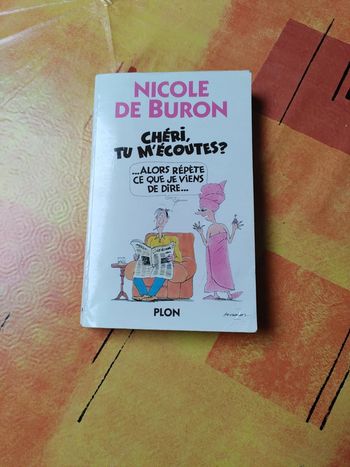 NICOLE
DE BURON
CHÉRI,
TU M'ÉCOUTES?
...ALORS RÉPÈTE
CE QUE JE VIENS
DE DIRE...
PLON